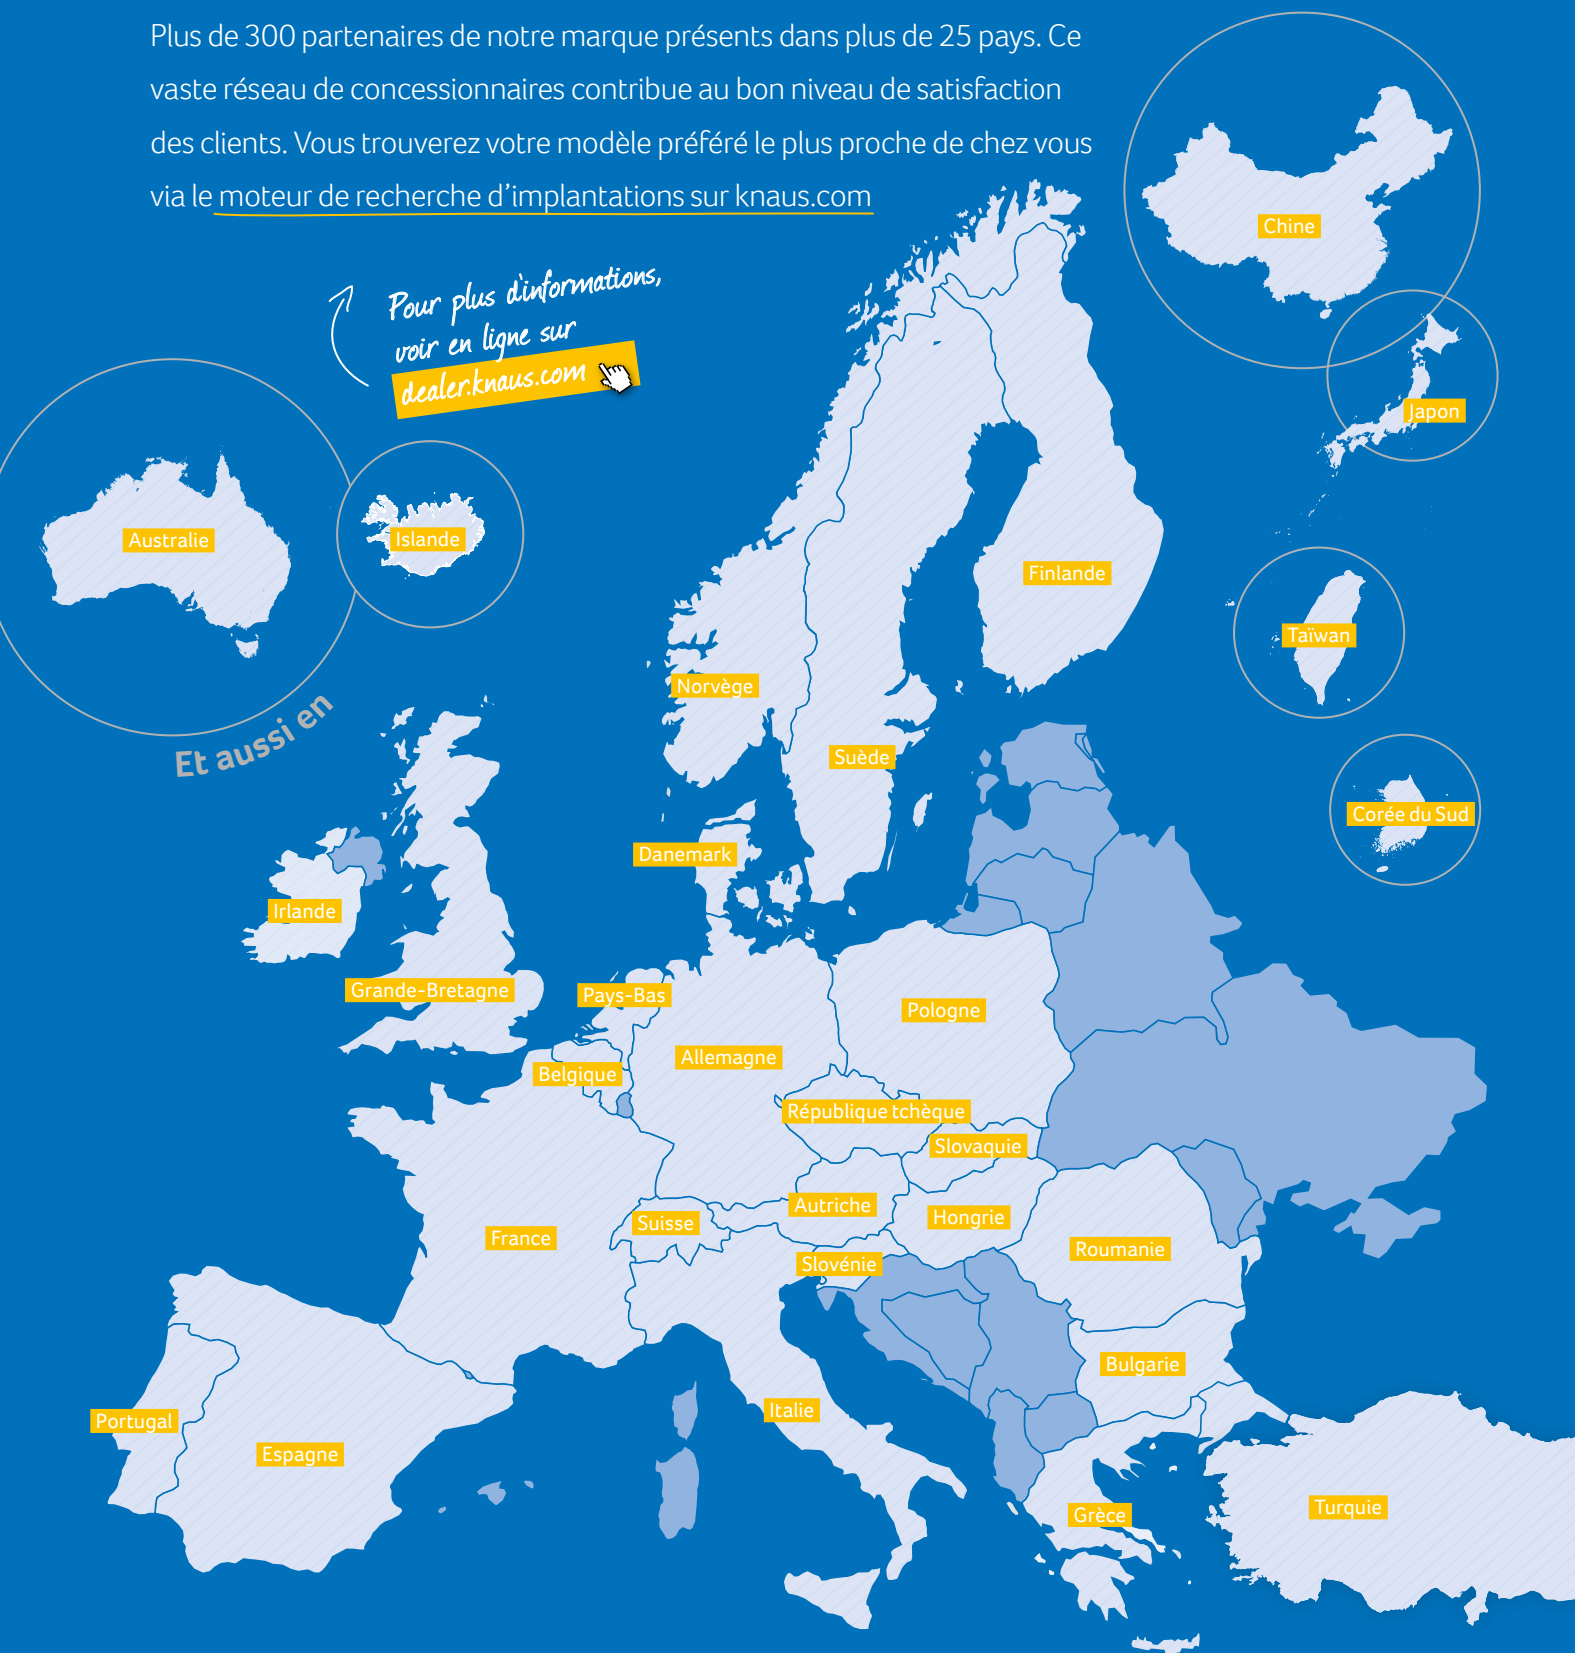 Plus de 300 partenaires de notre marque présents dans plus de 25 pays. Ce
vaste réseau de concessionnaires contribue au bon niveau de satisfaction
des clients. Vous trouverez votre modèle préféré le plus proche de chez vous
via le moteur de recherche d'implantations sur knaus.com
Pour plus d'informations,
voir en ligne sur
dealer.knaus.com
Chine
Japon
Australie
Islande
Finlande
Taïwan
Norvège
Et aussi en
Suède
Corée du Sud
Danemark
Irlande
Grande-Bretagne
Pays-Bas
Pologne
Allemagne
Belgique
République tchèque
Slovaquie
Autriche
Hongrie
Suisse
France
Roumanie
Slovénie
Bulgarie
Italie
Portugal
Espagne
Turquie
Grèce